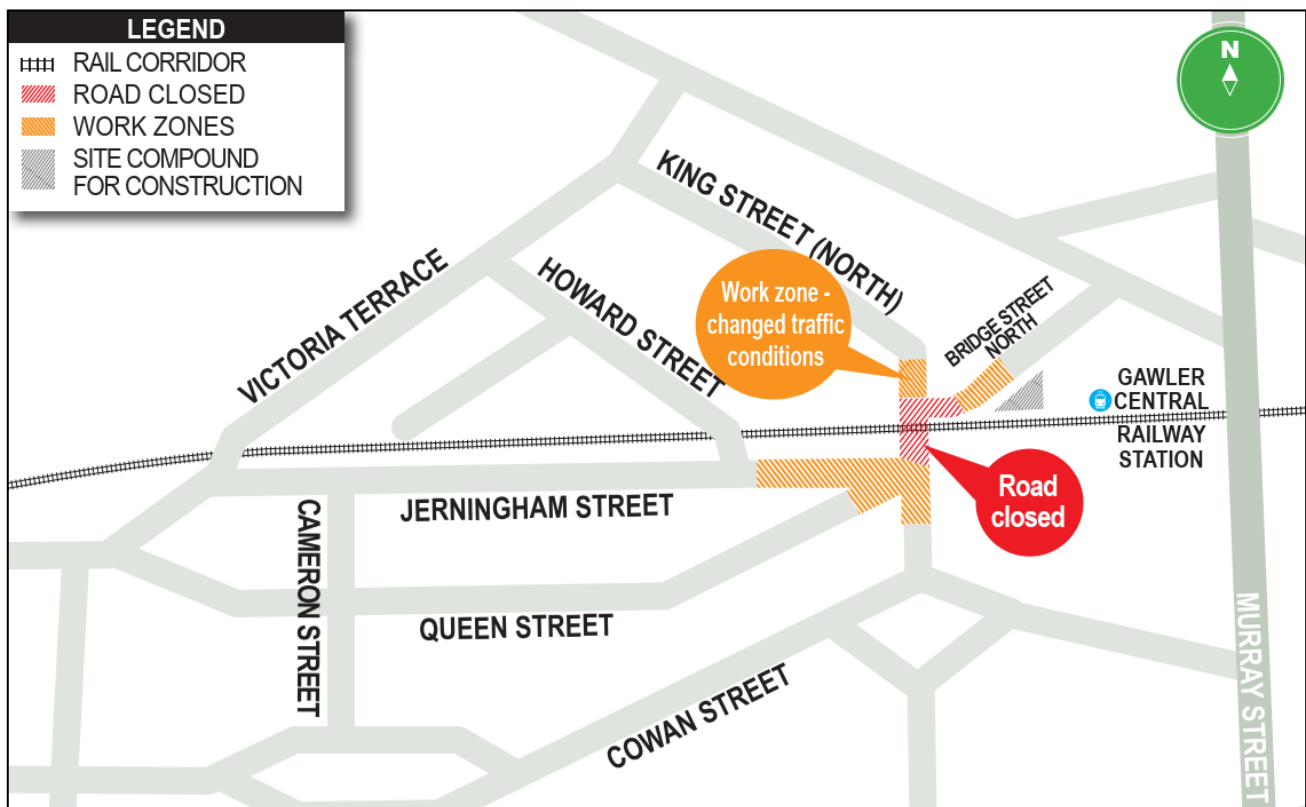 LEGEND
RAIL CORRIDOR
ROAD CLOSED
WORK ZONES
SITE COMPOUND
FOR CONSTRUCTION
N
KING STREET (NORTH)
VICTORIA TERRACE
HOWARD STREET
Work zone -
changed traffic
conditions
BRIDGE STREET
NORTH
GAWLER
CENTRAL
RAILWAY
STATION
Road
closed
JERNINGHAM STREET
CAMERON STREET
QUEEN STREET
COWAN STREET
MURRAY STREET